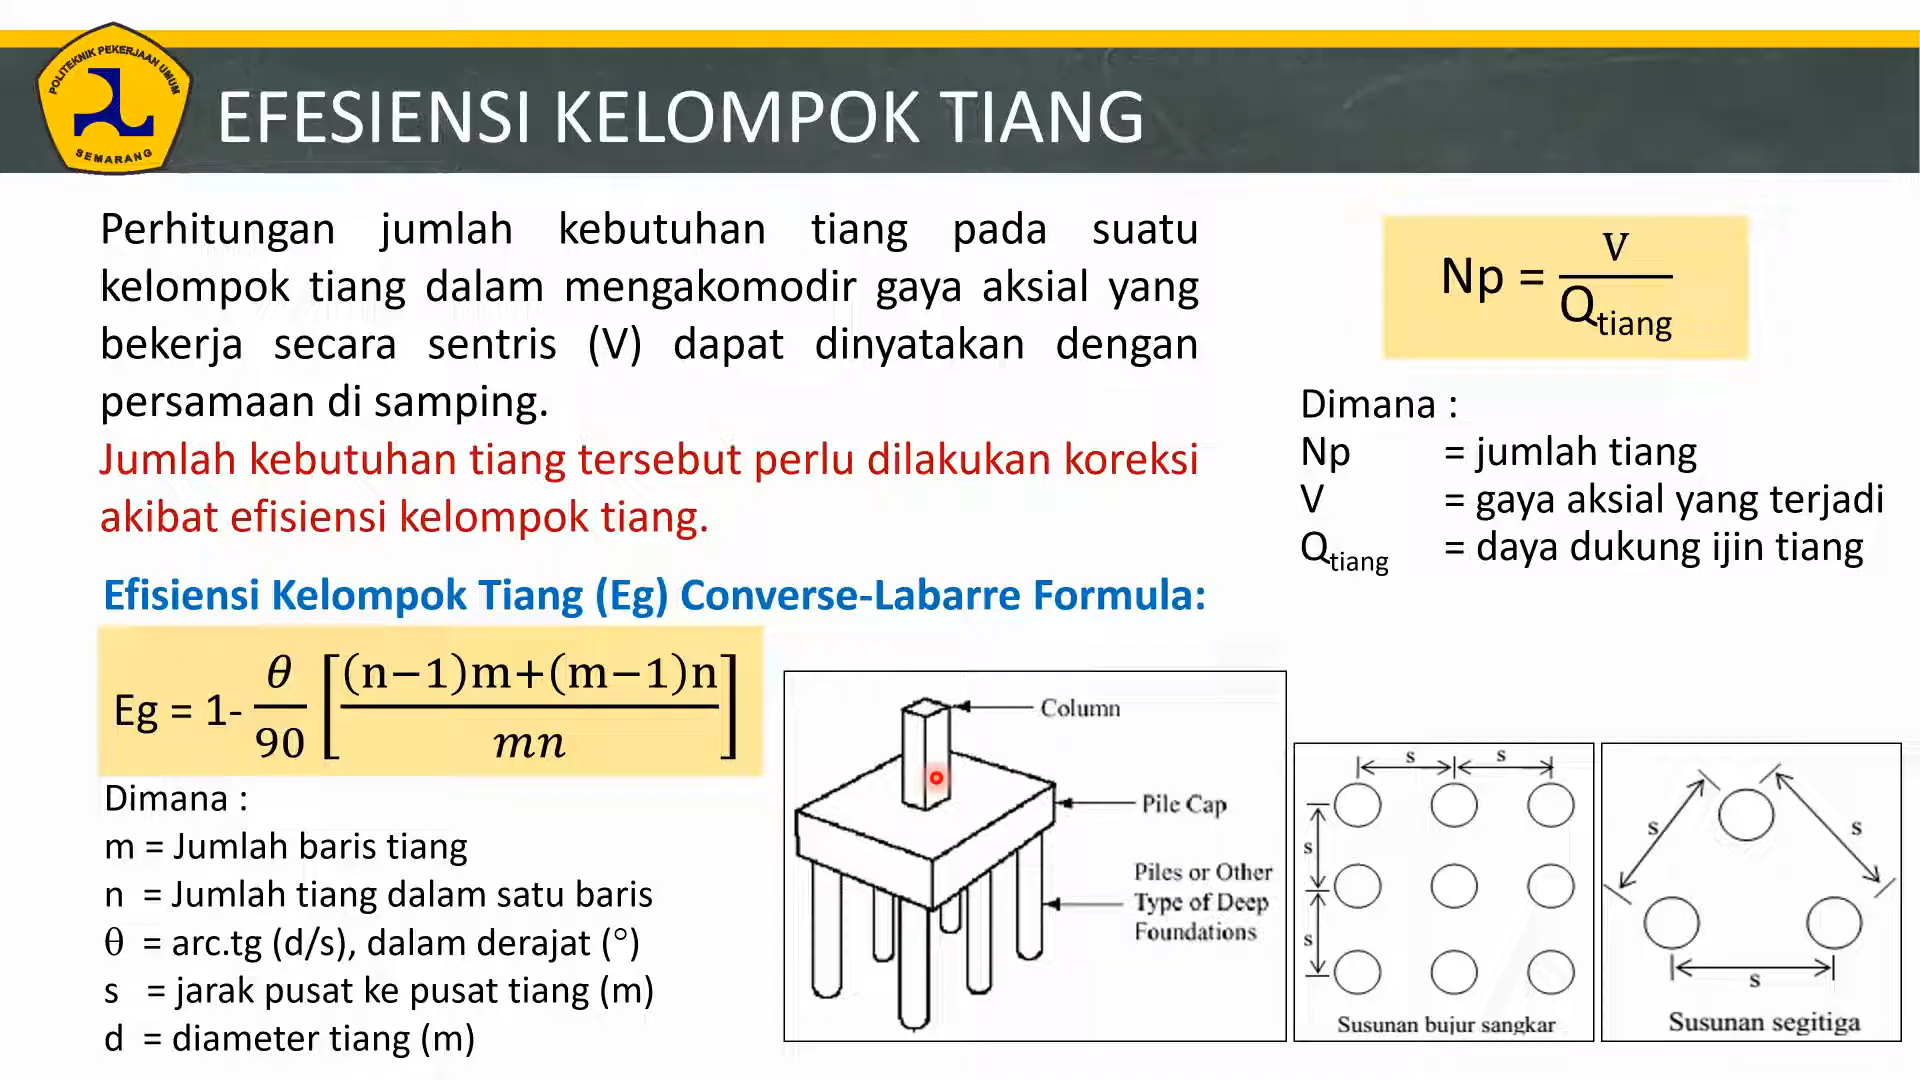 POLITEKNIK PEKERJAAN UMUM
SEMARANG
EFESIENSI KELOMPOK TIANG
Perhitungan jumlah kebutuhan tiang pada suatu
kelompok tiang dalam mengakomodir gaya aksial yang
bekerja secara sentris (V) dapat dinyatakan dengan
persamaan di samping.
Jumlah kebutuhan tiang tersebut perlu dilakukan koreksi
akibat efisiensi kelompok tiang.
Np = V / Qtiang
Dimana :
Np = jumlah tiang
V = gaya aksial yang terjadi
Qtiang = daya dukung ijin tiang
Efisiensi Kelompok Tiang (Eg) Converse-Labarre Formula:
Eg = 1- θ/90 [(n−1)m+(m−1)n / mn]
Dimana :
m = Jumlah baris tiang
n = Jumlah tiang dalam satu baris
θ = arc.tg (d/s), dalam derajat (°)
s = jarak pusat ke pusat tiang (m)
d = diameter tiang (m)
Column
Pile Cap
Piles or Other
Type of Deep
Foundations
s s
s
s
Susunan bujur sangkar
s s
s
Susunan segitiga